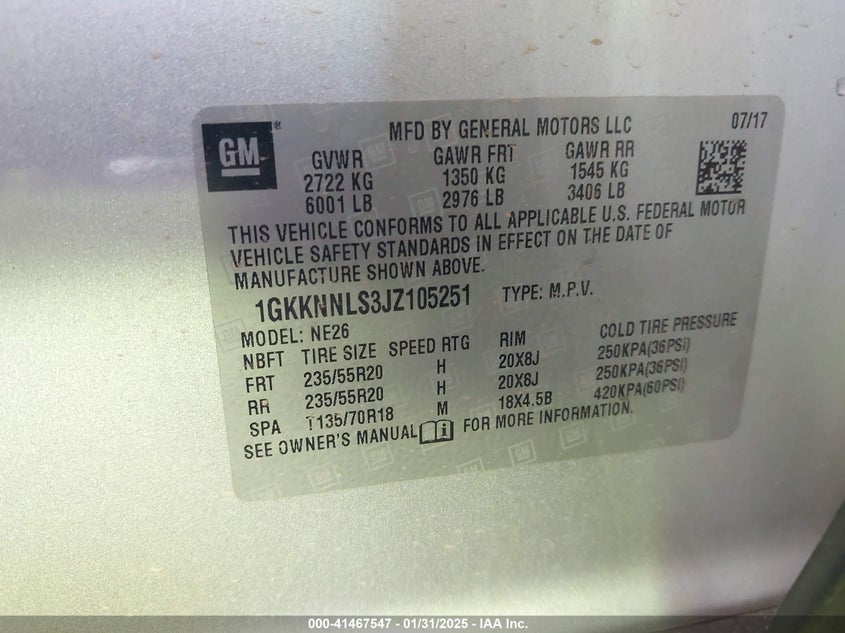 GM ®
MFD BY GENERAL MOTORS LLC 07/17
GVWR GAWR FRT GAWR RR
2722 KG 1350 KG 1545 KG
6001 LB 2976 LB 3406 LB
THIS VEHICLE CONFORMS TO ALL APPLICABLE U.S. FEDERAL MOTOR
VEHICLE SAFETY STANDARDS IN EFFECT ON THE DATE OF
MANUFACTURE SHOWN ABOVE.
1GKKNNLS3JZ105251 TYPE: M.P.V.
MODEL: NE26
NBFT TIRE SIZE SPEED RTG RIM COLD TIRE PRESSURE
FRT 235/55R20 H 20X8J 250KPA(36PSI)
RR 235/55R20 H 20X8J 250KPA(36PSI)
SPA T135/70R18 M 18X4.5B 420KPA(60PSI)
SEE OWNER'S MANUAL FOR MORE INFORMATION.
000-41467547 - 01/31/2025 - IAA Inc.